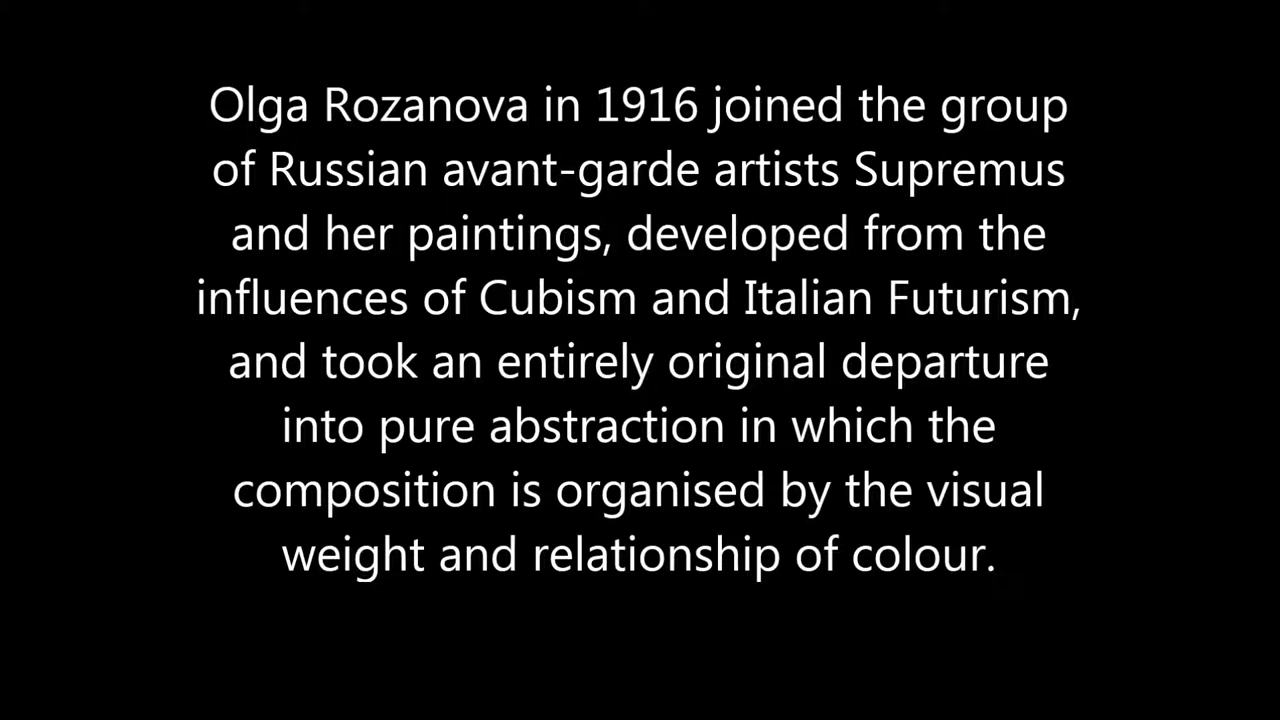 Olga Rozanova in 1916 joined the group
of Russian avant-garde artists Supremus
and her paintings, developed from the
influences of Cubism and Italian Futurism,
and took an entirely original departure
into pure abstraction in which the
composition is organised by the visual
weight and relationship of colour.